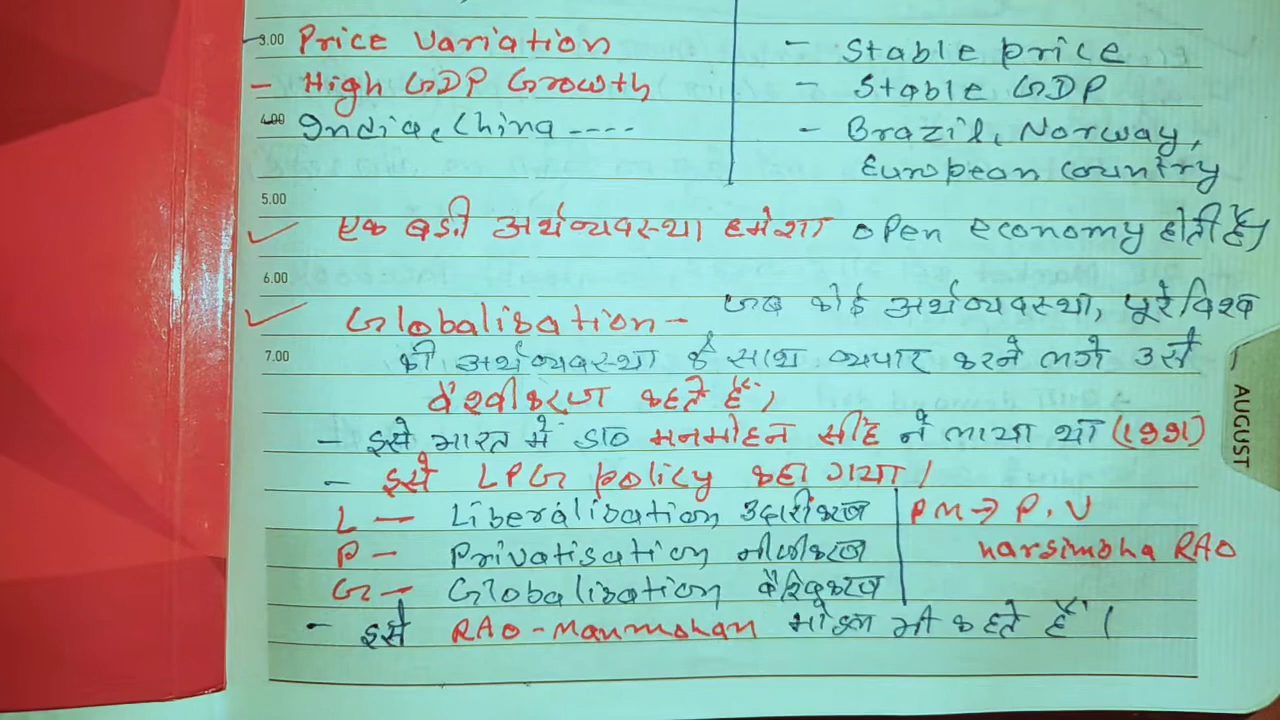 3.00 Price Variation - Stable price
- High GDP Growth - Stable GDP
4.00 India, China ---- - Brazil, Norway,
European country
5.00
एक बड़ी अर्थव्यवस्था हमेशा open economy होती है।
6.00
Globalisation - जब कोई अर्थव्यवस्था, पूरे विश्व
7.00 की अर्थव्यवस्था के साथ व्यपार करने लगे उसे
वैश्वीकरण कहते हैं।
- इसे भारत में डा० मनमोहन सींह ने लाया था (1991)
- इसे LPG policy कहा गया।
L - Liberalisation उदारीकरण PM → P.V
P - Privatisation नीजीकरण narsimbha RAO
G - Globalisation वैश्विकरण
- इसे RAO-Manmohan मोडल भी कहते हैं।
AUGUST